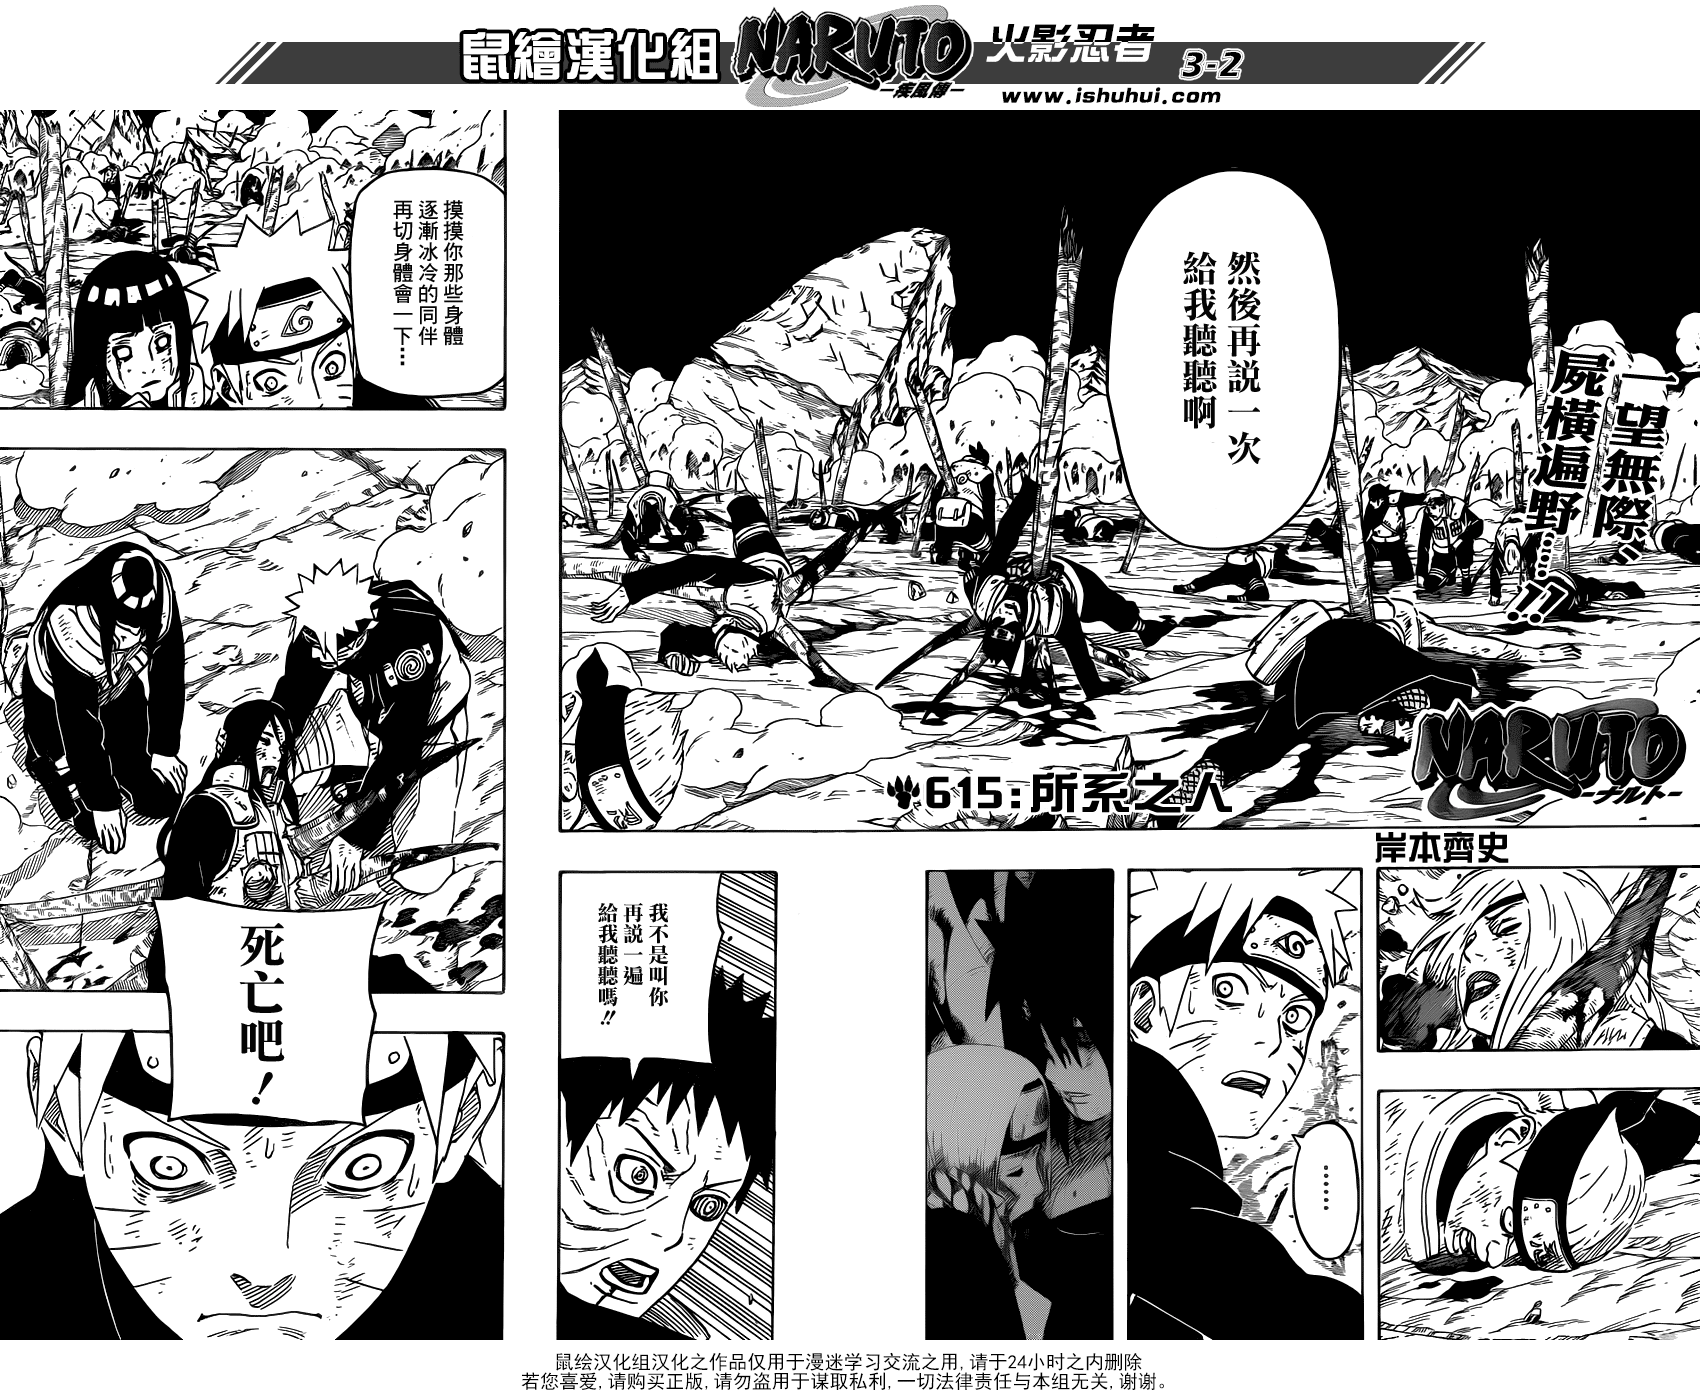 鼠繪漢化組
NARUTO
-疾風傳-
火影忍者
3-2
www.ishuhui.com
然後再説一次
給我聽聽啊
一望無際、
屍橫遍野……!?
615:所系之人
NARUTO
-ナルト-
岸本齊史
……
我不是叫你
再説一遍
給我聽聽嗎!!
摸摸你那些身體
逐漸冰冷的同伴
再切身體會一下…
死亡吧!
鼠绘汉化组汉化之作品仅用于漫迷学习交流之用,请于24小时之内删除
若您喜爱,请购买正版,请勿盗用于谋取私利,一切法律责任与本组无关,谢谢。